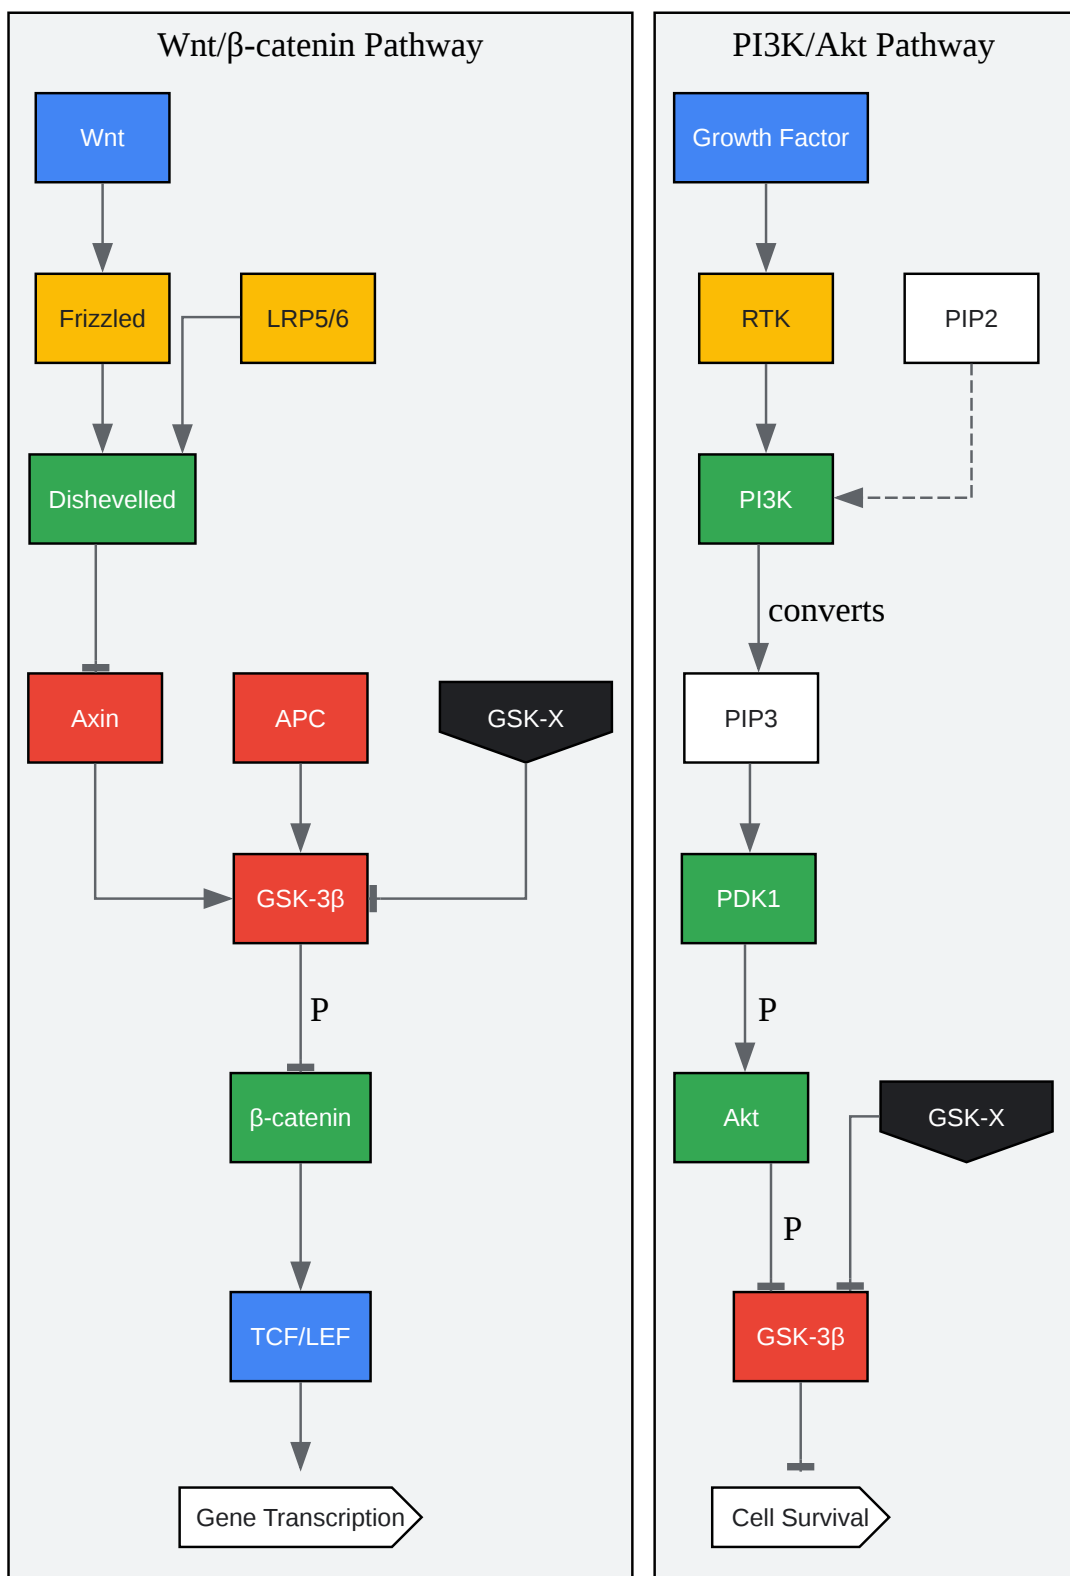 Wnt/β-catenin Pathway
Wnt
Frizzled
LRP5/6
Dishevelled
Axin
APC
GSK-X
GSK-3β
P
β-catenin
TCF/LEF
Gene Transcription
PI3K/Akt Pathway
Growth Factor
RTK
PIP2
PI3K
converts
PIP3
PDK1
P
Akt
GSK-X
P
GSK-3β
Cell Survival